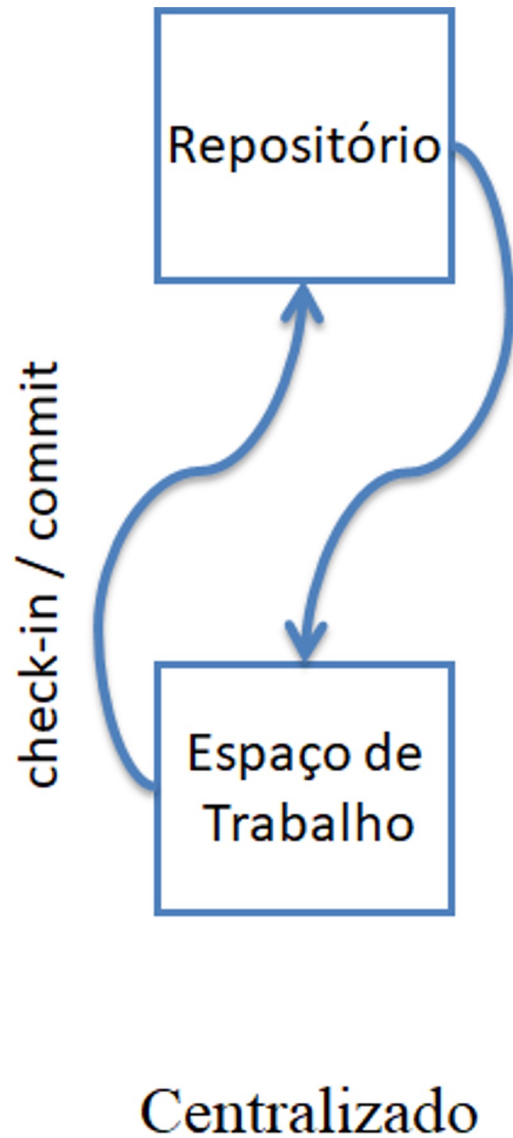 Repositório
check-in / commit
Espaço de
Trabalho
Centralizado